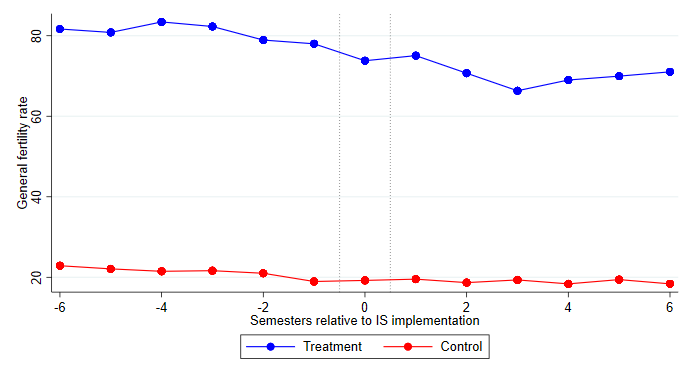 General fertility rate
80
60
40
20
-6 -4 -2 0 2 4 6
Semesters relative to IS implementation
Treatment Control